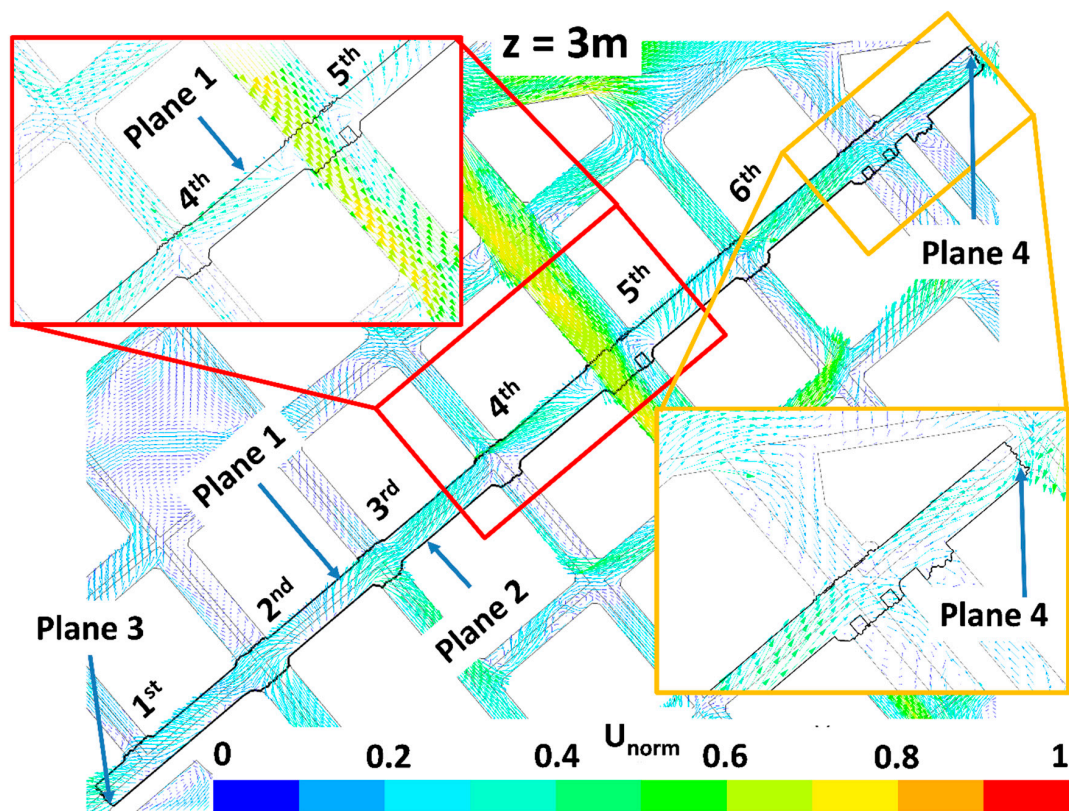 z = 3m
Plane 1
5th
4th
6th
Plane 4
5th
4th
Plane 1
3rd
2nd
Plane 2
Plane 3
1st
Plane 4
0 0.2 0.4 Unorm 0.6 0.8 1